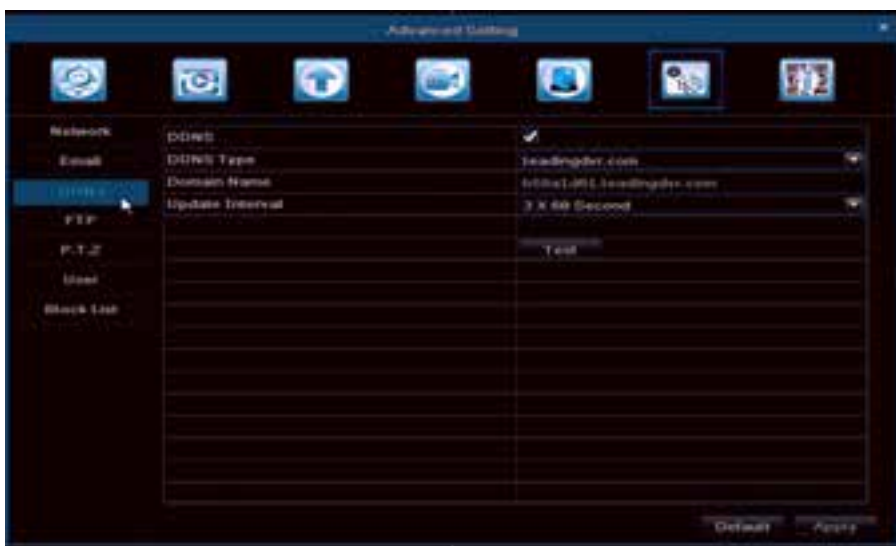 Advanced Setting
Network
Email
DDNS
FTP
P.T.Z
User
Block List
DDNS
DDNS Type leadingdvr.com
Domain Name
Update Interval 3 X 60 Second
Test
Default Apply